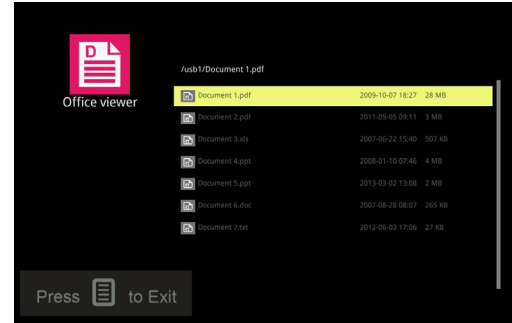 D
Office viewer
/usb1/Document 1.pdf
Document 1.pdf 2009-10-07 18:27 28 MB
Document 2.pdf 2011-05-05 09:11 3 MB
Document 3.xls 2007-06-22 15:40 507 KB
Document 4.ppt 2008-01-10 07:46 4 MB
Document 5.ppt 2013-03-02 13:08 2 MB
Document 6.doc 2007-08-28 08:07 265 KB
Document 7.txt 2012-06-03 17:06 27 KB
Press to Exit